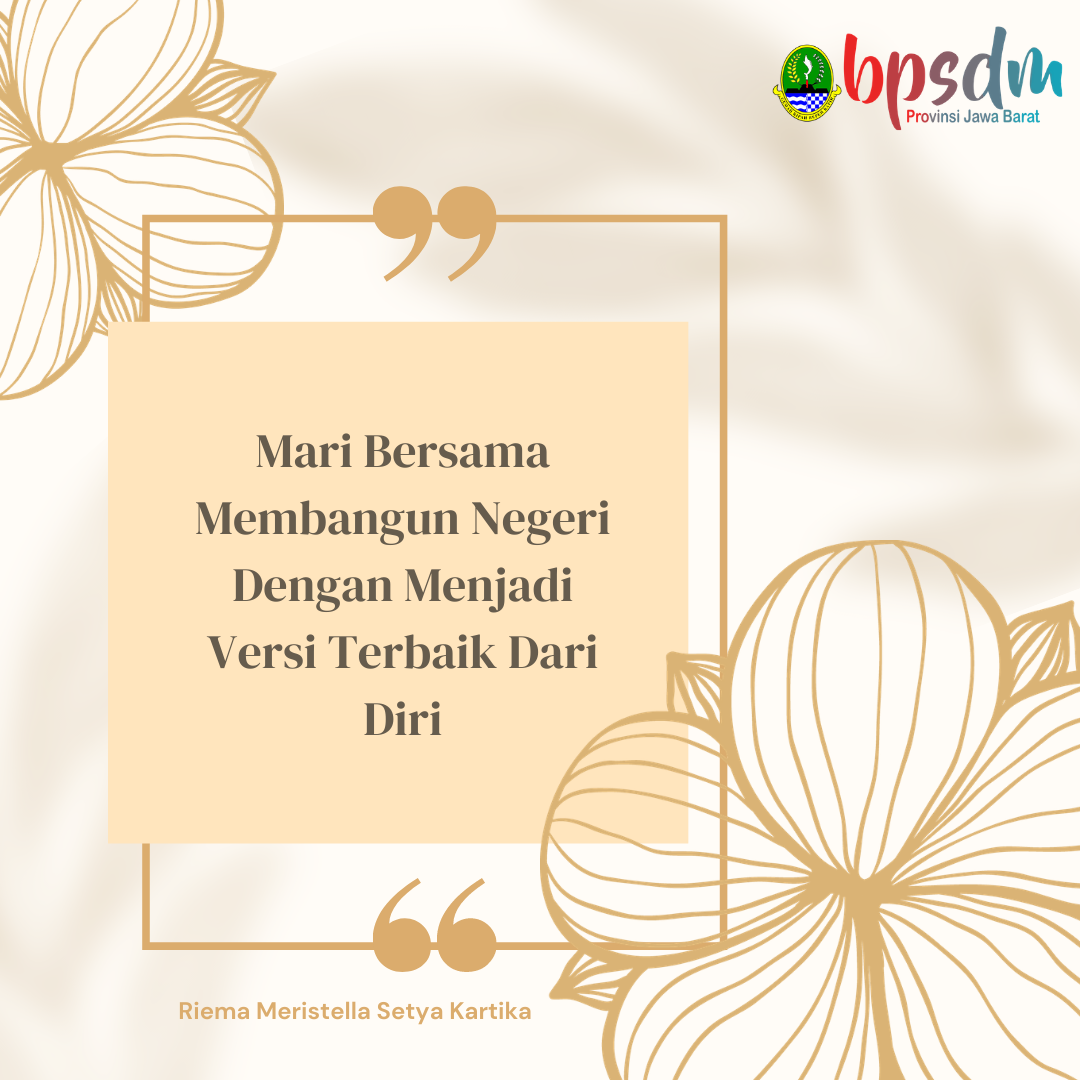 bpsdm
Provinsi Jawa Barat
”
Mari Bersama
Membangun Negeri
Dengan Menjadi
Versi Terbaik Dari
Diri
“
Riema Meristella Setya Kartika